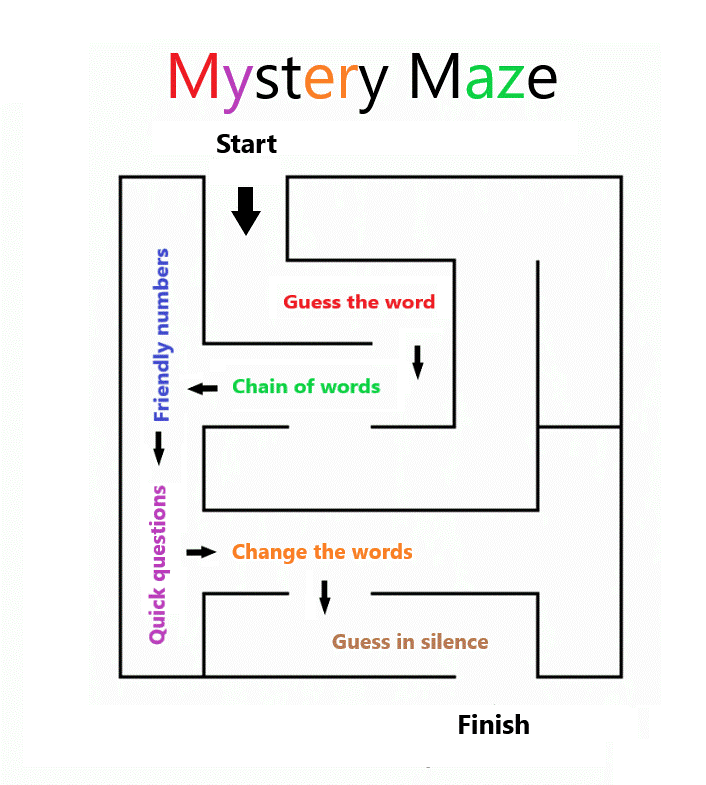 Mystery Maze
Start
Guess the word
Chain of words
Friendly numbers
Quick questions
Change the words
Guess in silence
Finish